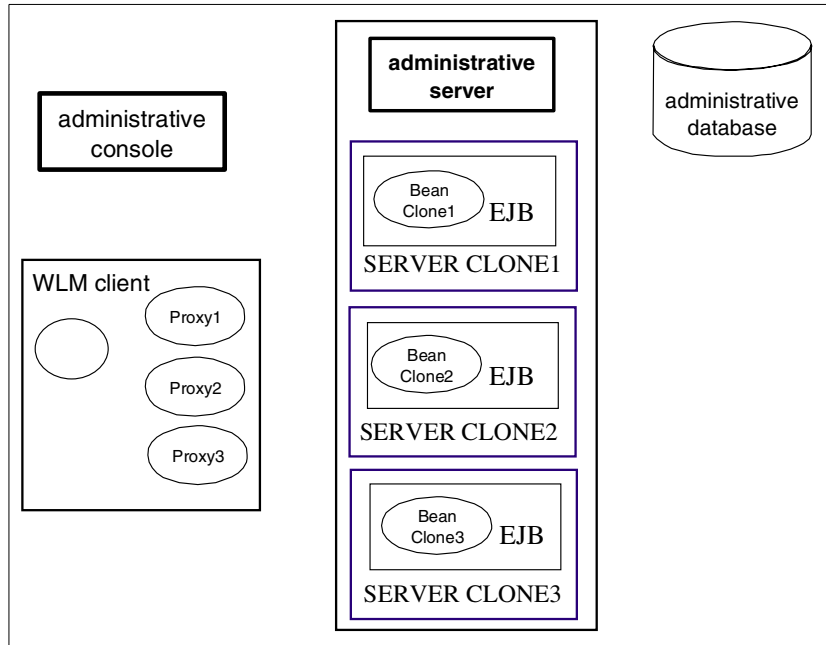 administrative
console
WLM client
Proxy1
Proxy2
Proxy3
administrative
server
Bean
Clone1
EJB
SERVER CLONE1
Bean
Clone2
EJB
SERVER CLONE2
Bean
Clone3
EJB
SERVER CLONE3
administrative
database